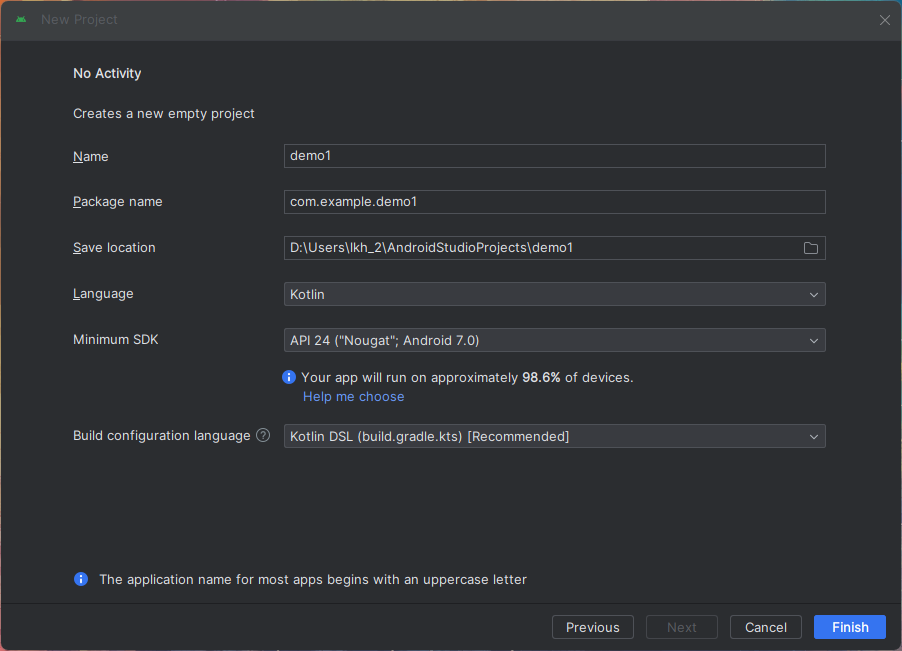 New Project
No Activity
Creates a new empty project
Name demo1
Package name com.example.demo1
Save location D:\Users\lkh_2\AndroidStudioProjects\demo1
Language Kotlin
Minimum SDK API 24 ("Nougat"; Android 7.0)
Your app will run on approximately 98.6% of devices.
Help me choose
Build configuration language ? Kotlin DSL (build.gradle.kts) [Recommended]
The application name for most apps begins with an uppercase letter
Previous Next Cancel Finish